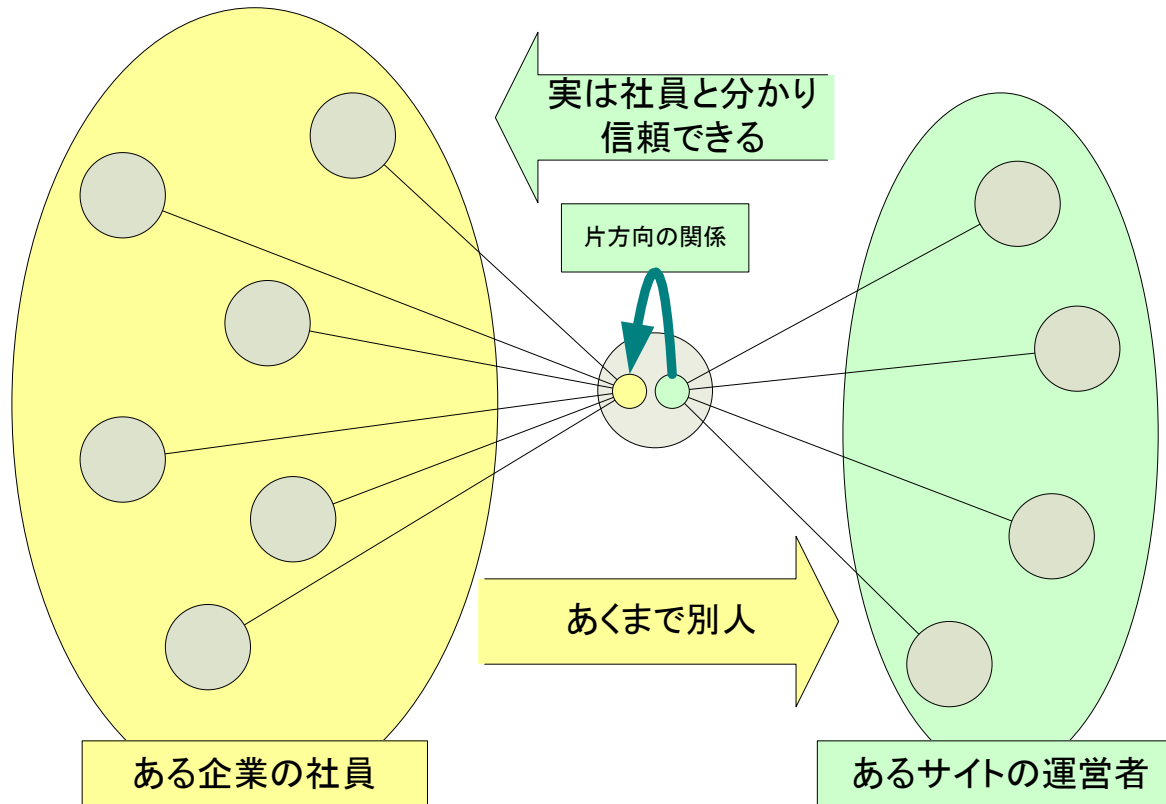 実は社員と分かり
信頼できる
片方向の関係
あくまで別人
ある企業の社員
あるサイトの運営者